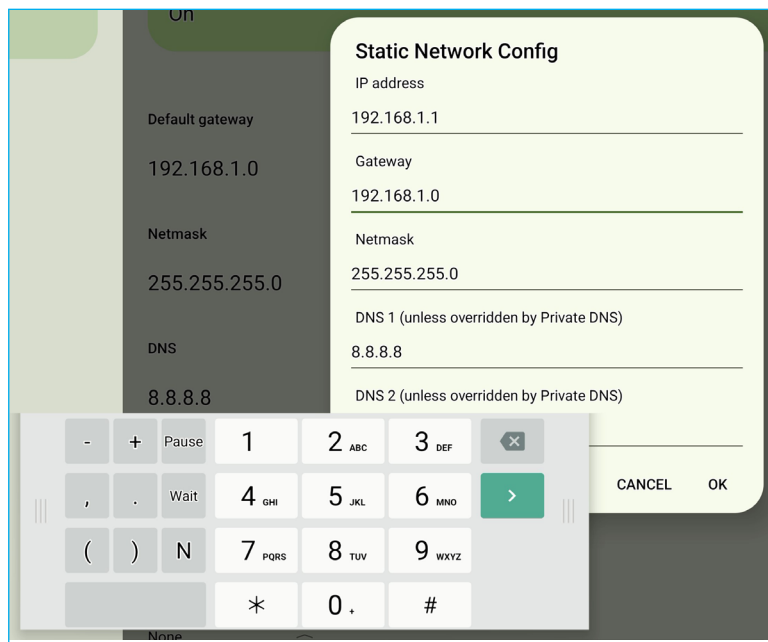 On
Default gateway
192.168.1.0
Netmask
255.255.255.0
DNS
8.8.8.8
Static Network Config
IP address
192.168.1.1
Gateway
192.168.1.0
Netmask
255.255.255.0
DNS 1 (unless overridden by Private DNS)
8.8.8.8
DNS 2 (unless overridden by Private DNS)
CANCEL OK
- + Pause 1 2 ABC 3 DEF
, . Wait 4 GHI 5 JKL 6 MNO
( ) N 7 PQRS 8 TUV 9 WXYZ
* 0 + #
None